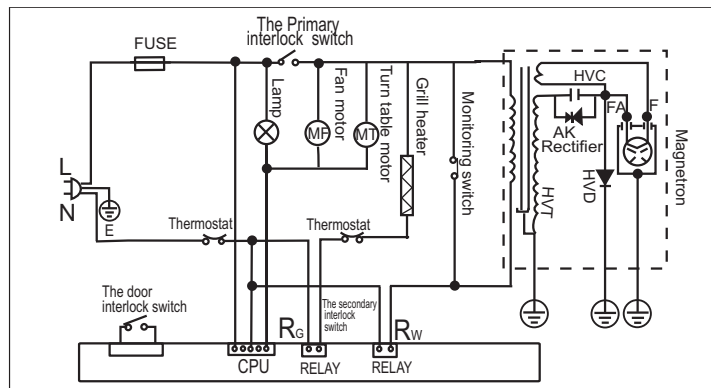 The Primary
interlock switch
FUSE
Lamp
Fan motor
Turn table motor
Grill heater
Monitoring switch
MF
MT
HVC
FA
F
AK
Rectifier
HVT
HVD
Magnetron
L
N
E
Thermostat
Thermostat
The door
interlock switch
The secondary
interlock
switch
RG
RW
CPU
RELAY
RELAY